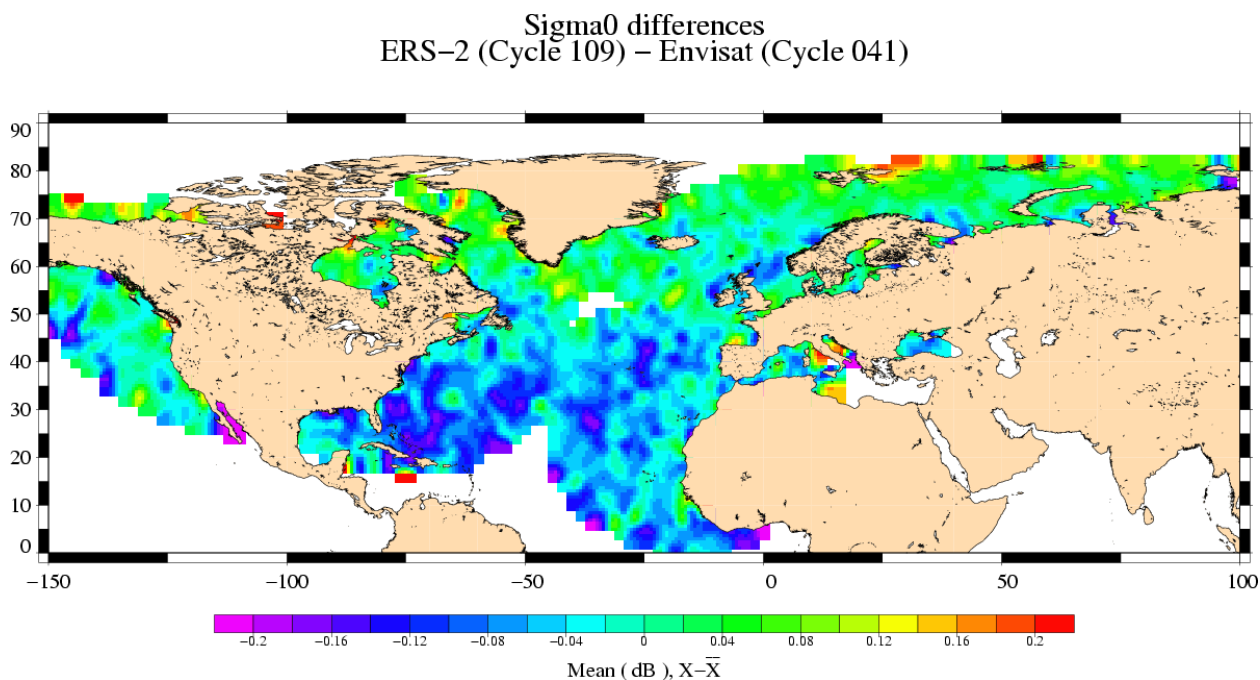 Sigma0 differences
ERS−2 (Cycle 109) − Envisat (Cycle 041)
90
80
70
60
50
40
30
20
10
0
−150 −100 −50 0 50 100
−0.2 −0.16 −0.12 −0.08 −0.04 0 0.04 0.08 0.12 0.16 0.2
Mean ( dB ), X−X̿